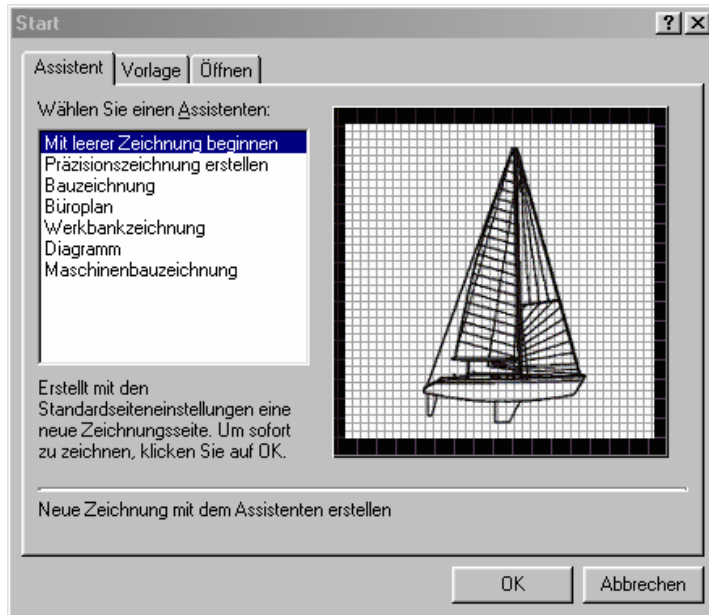 Start
Assistent Vorlage Öffnen
Wählen Sie einen Assistenten:
Mit leerer Zeichnung beginnen
Präzisionszeichnung erstellen
Bauzeichnung
Büroplan
Werkbankzeichnung
Diagramm
Maschinenbauzeichnung
Erstellt mit den
Standardseiteneinstellungen eine
neue Zeichnungsseite. Um sofort
zu zeichnen, klicken Sie auf OK.
Neue Zeichnung mit dem Assistenten erstellen
OK Abbrechen